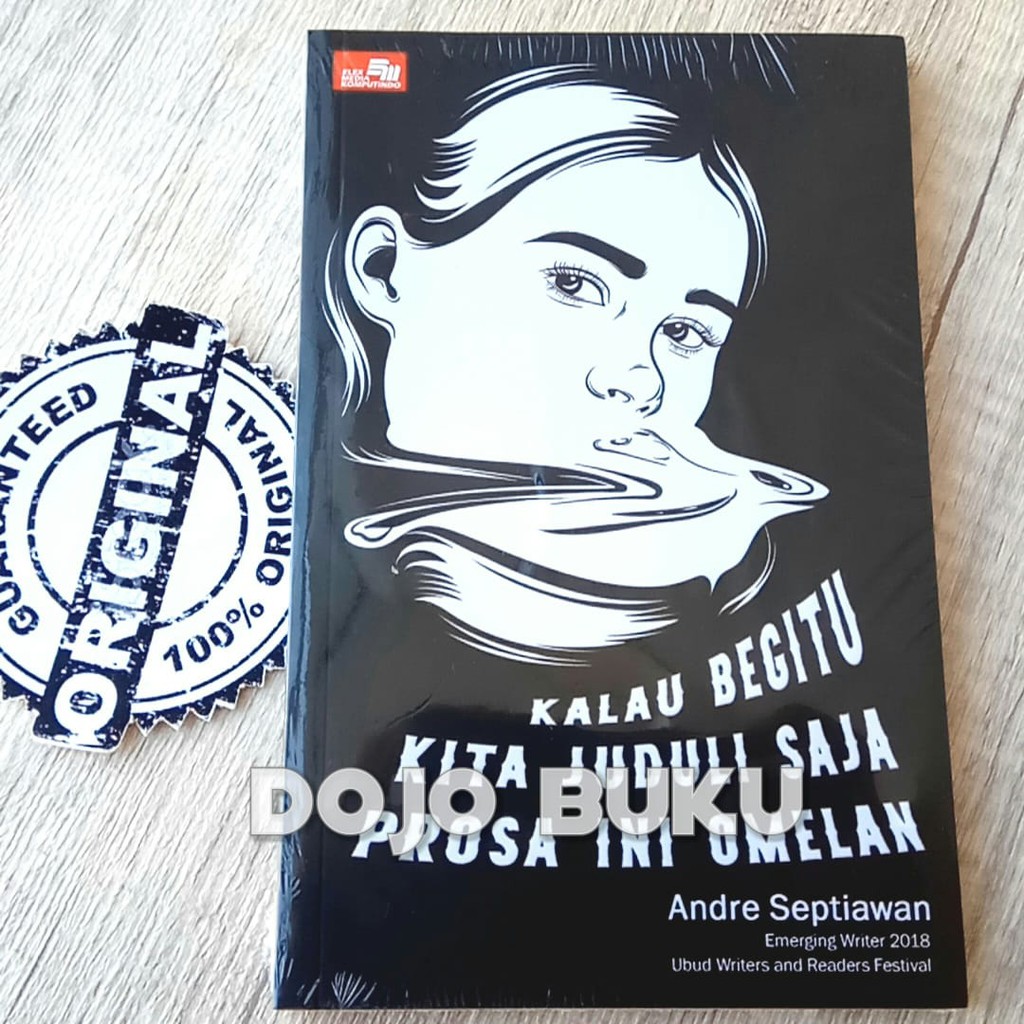 ELEX
MEDIA
KOMPUTINDO
GUARANTEED
ORIGINAL
100% ORIGINAL
KALAU BEGITU
KITA JUDULI SAJA
DOJO BUKU
PROSA INI OMELAN
Andre Septiawan
Emerging Writer 2018
Ubud Writers and Readers Festival